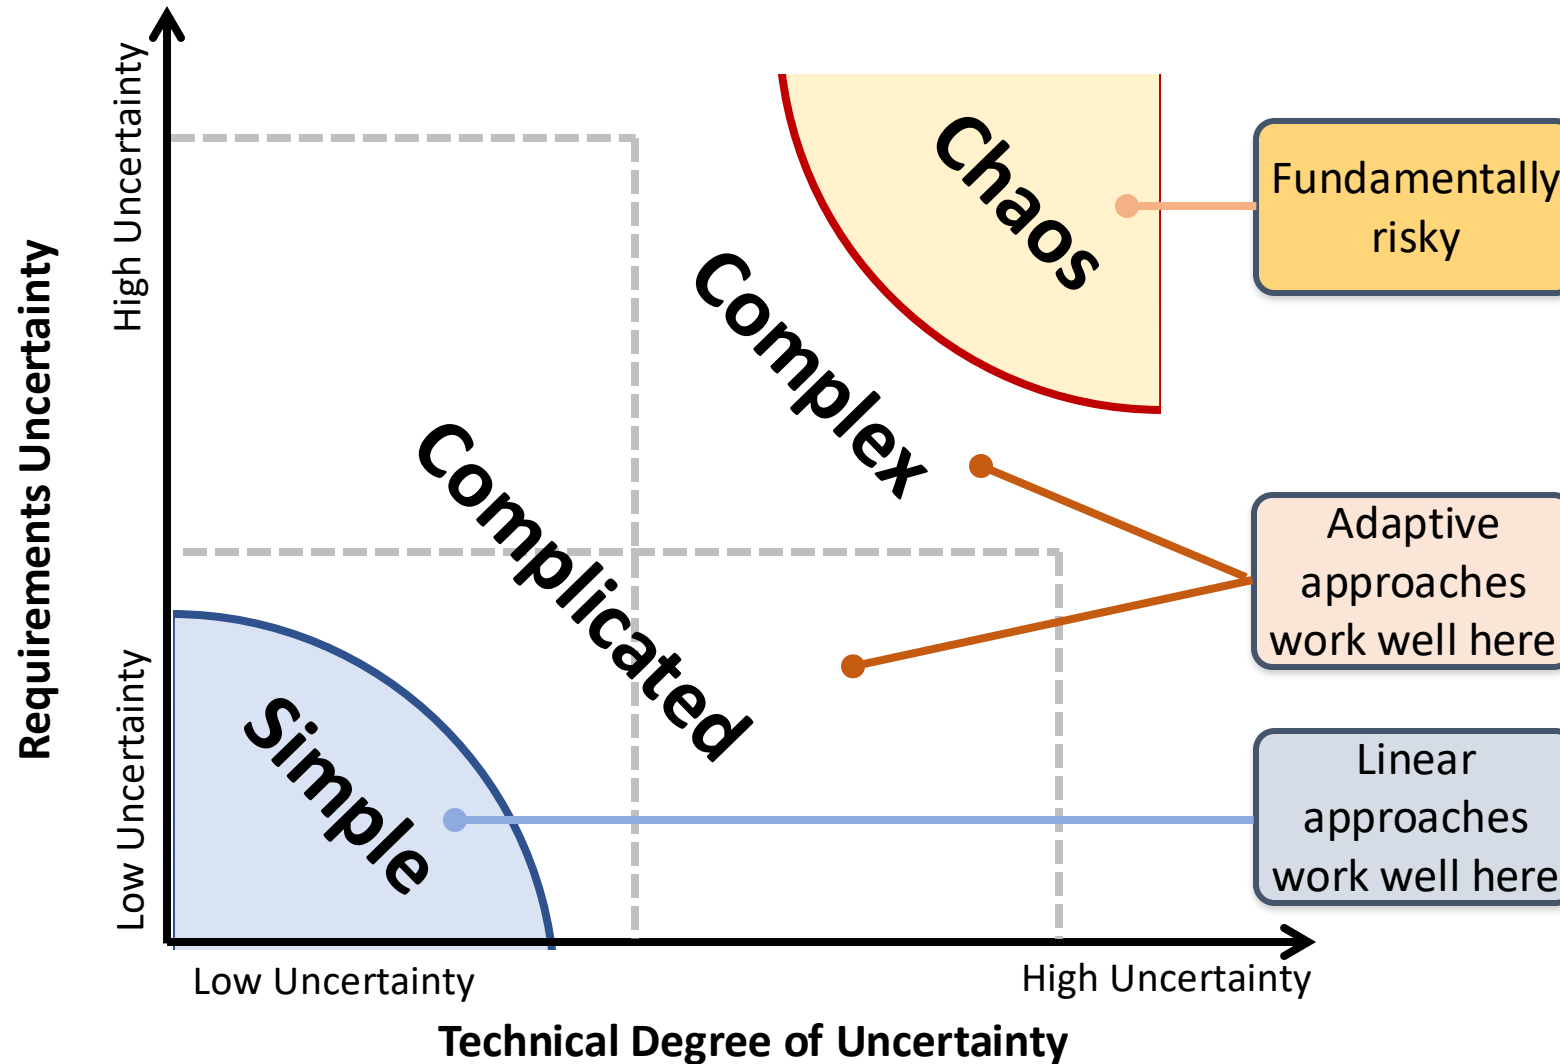 Requirements Uncertainty
High Uncertainty
Low Uncertainty
Chaos
Complex
Complicated
Simple
Fundamentally
risky
Adaptive
approaches
work well here
Linear
approaches
work well here
Low Uncertainty
High Uncertainty
Technical Degree of Uncertainty